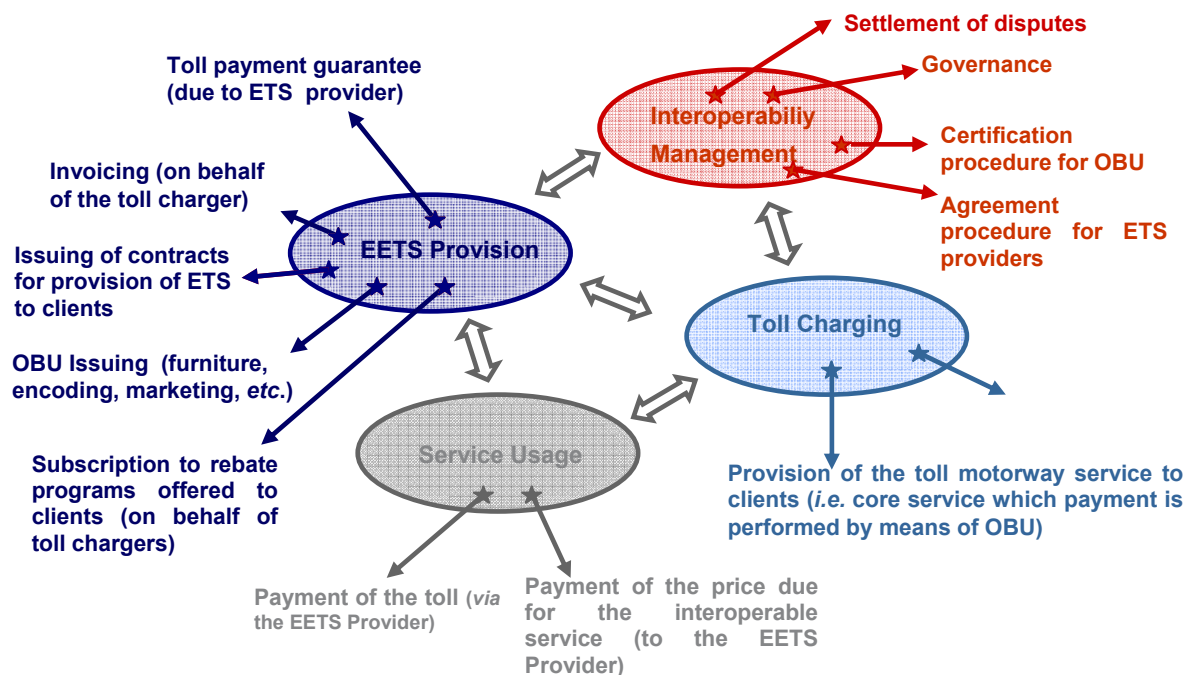 Settlement of disputes
Toll payment guarantee
(due to ETS provider)
Governance
Interoperabiliy
Management
Certification
procedure for OBU
Invoicing (on behalf
of the toll charger)
Agreement
procedure for ETS
providers
EETS Provision
Issuing of contracts
for provision of ETS
to clients
Toll Charging
OBU Issuing (furniture,
encoding, marketing, etc.)
Service Usage
Subscription to rebate
programs offered to
clients (on behalf of
toll chargers)
Provision of the toll motorway service to
clients (i.e. core service which payment is
performed by means of OBU)
Payment of the toll (via
the EETS Provider)
Payment of the price due
for the interoperable
service (to the EETS
Provider)